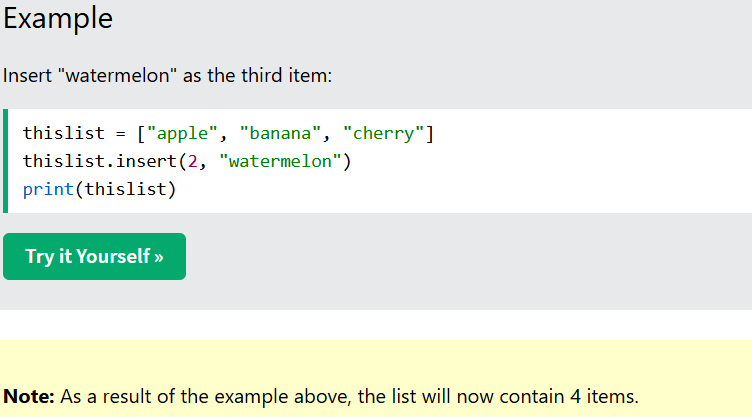 Example
Insert "watermelon" as the third item:
thislist = ["apple", "banana", "cherry"]
thislist.insert(2, "watermelon")
print(thislist)
Try it Yourself »
Note: As a result of the example above, the list will now contain 4 items.